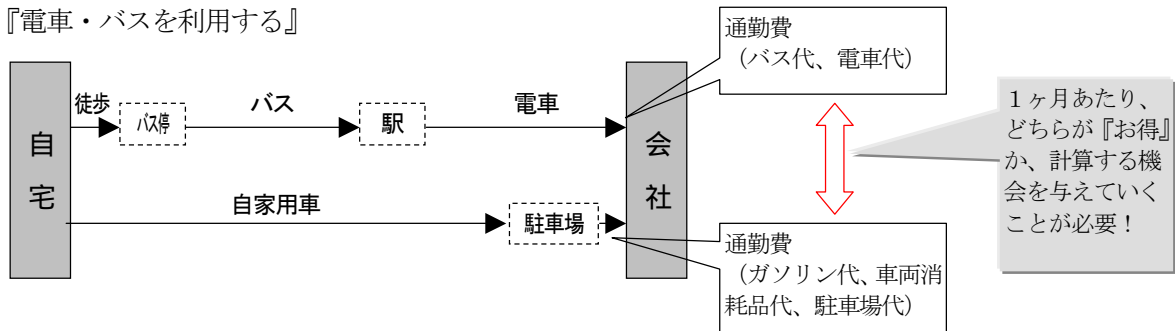 『電車・バスを利用する』
通勤費
（バス代、電車代）
自宅
徒歩
バス停
バス
駅
電車
会社
１ヶ月あたり、
どちらが『お得』
か、計算する機
会を与えていく
ことが必要！
自家用車
駐車場
通勤費
（ガソリン代、車両消
耗品代、駐車場代）